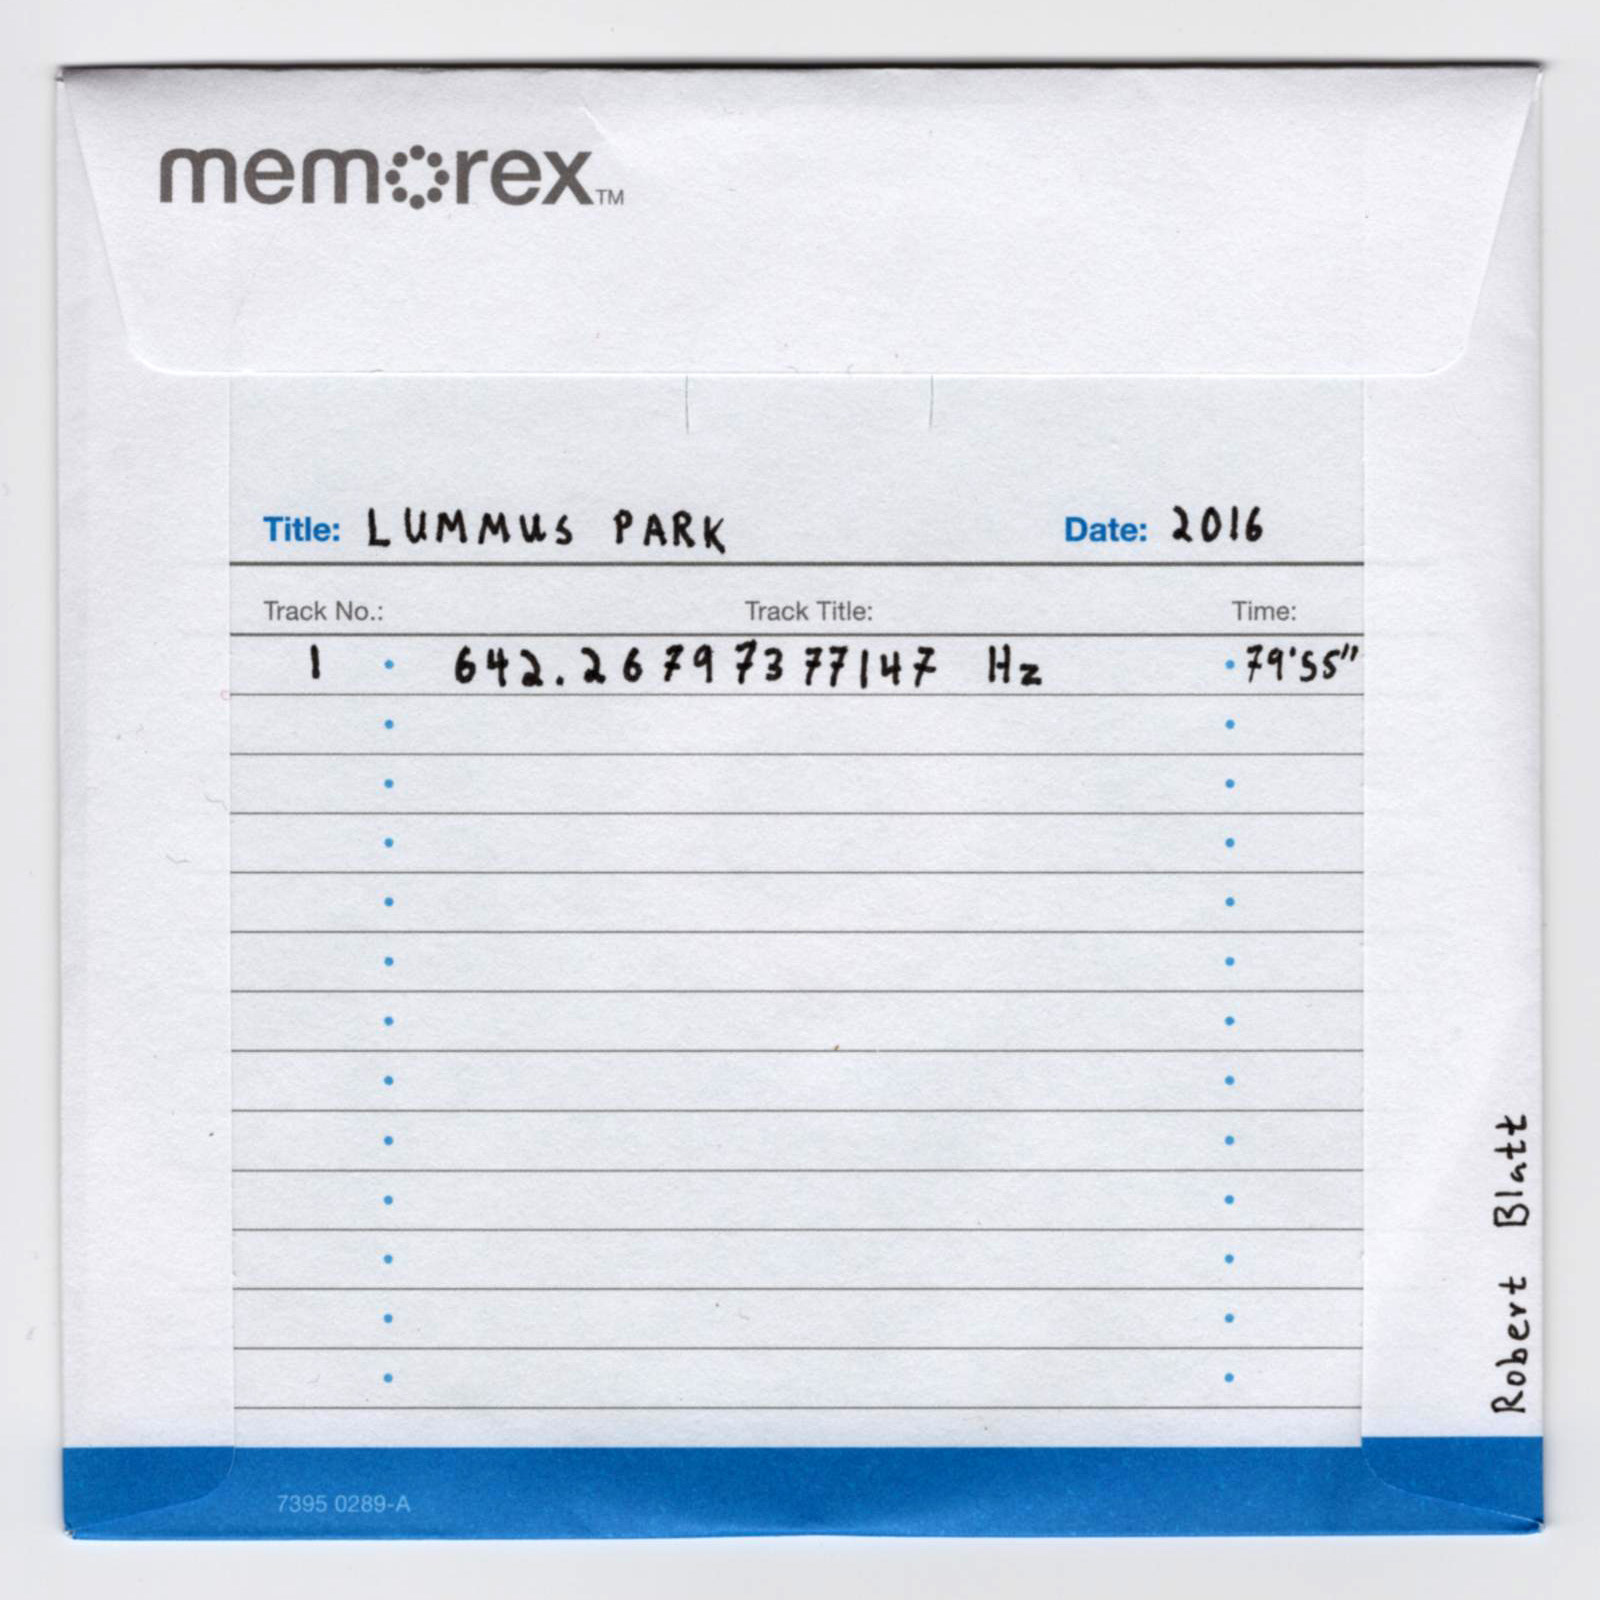 memorex™
Title: LUMMUS PARK Date: 2016
Track No.: Track Title: Time:
1 • 642.26797377147 Hz • 79'55"
Robert Blatt
7395 0289-A